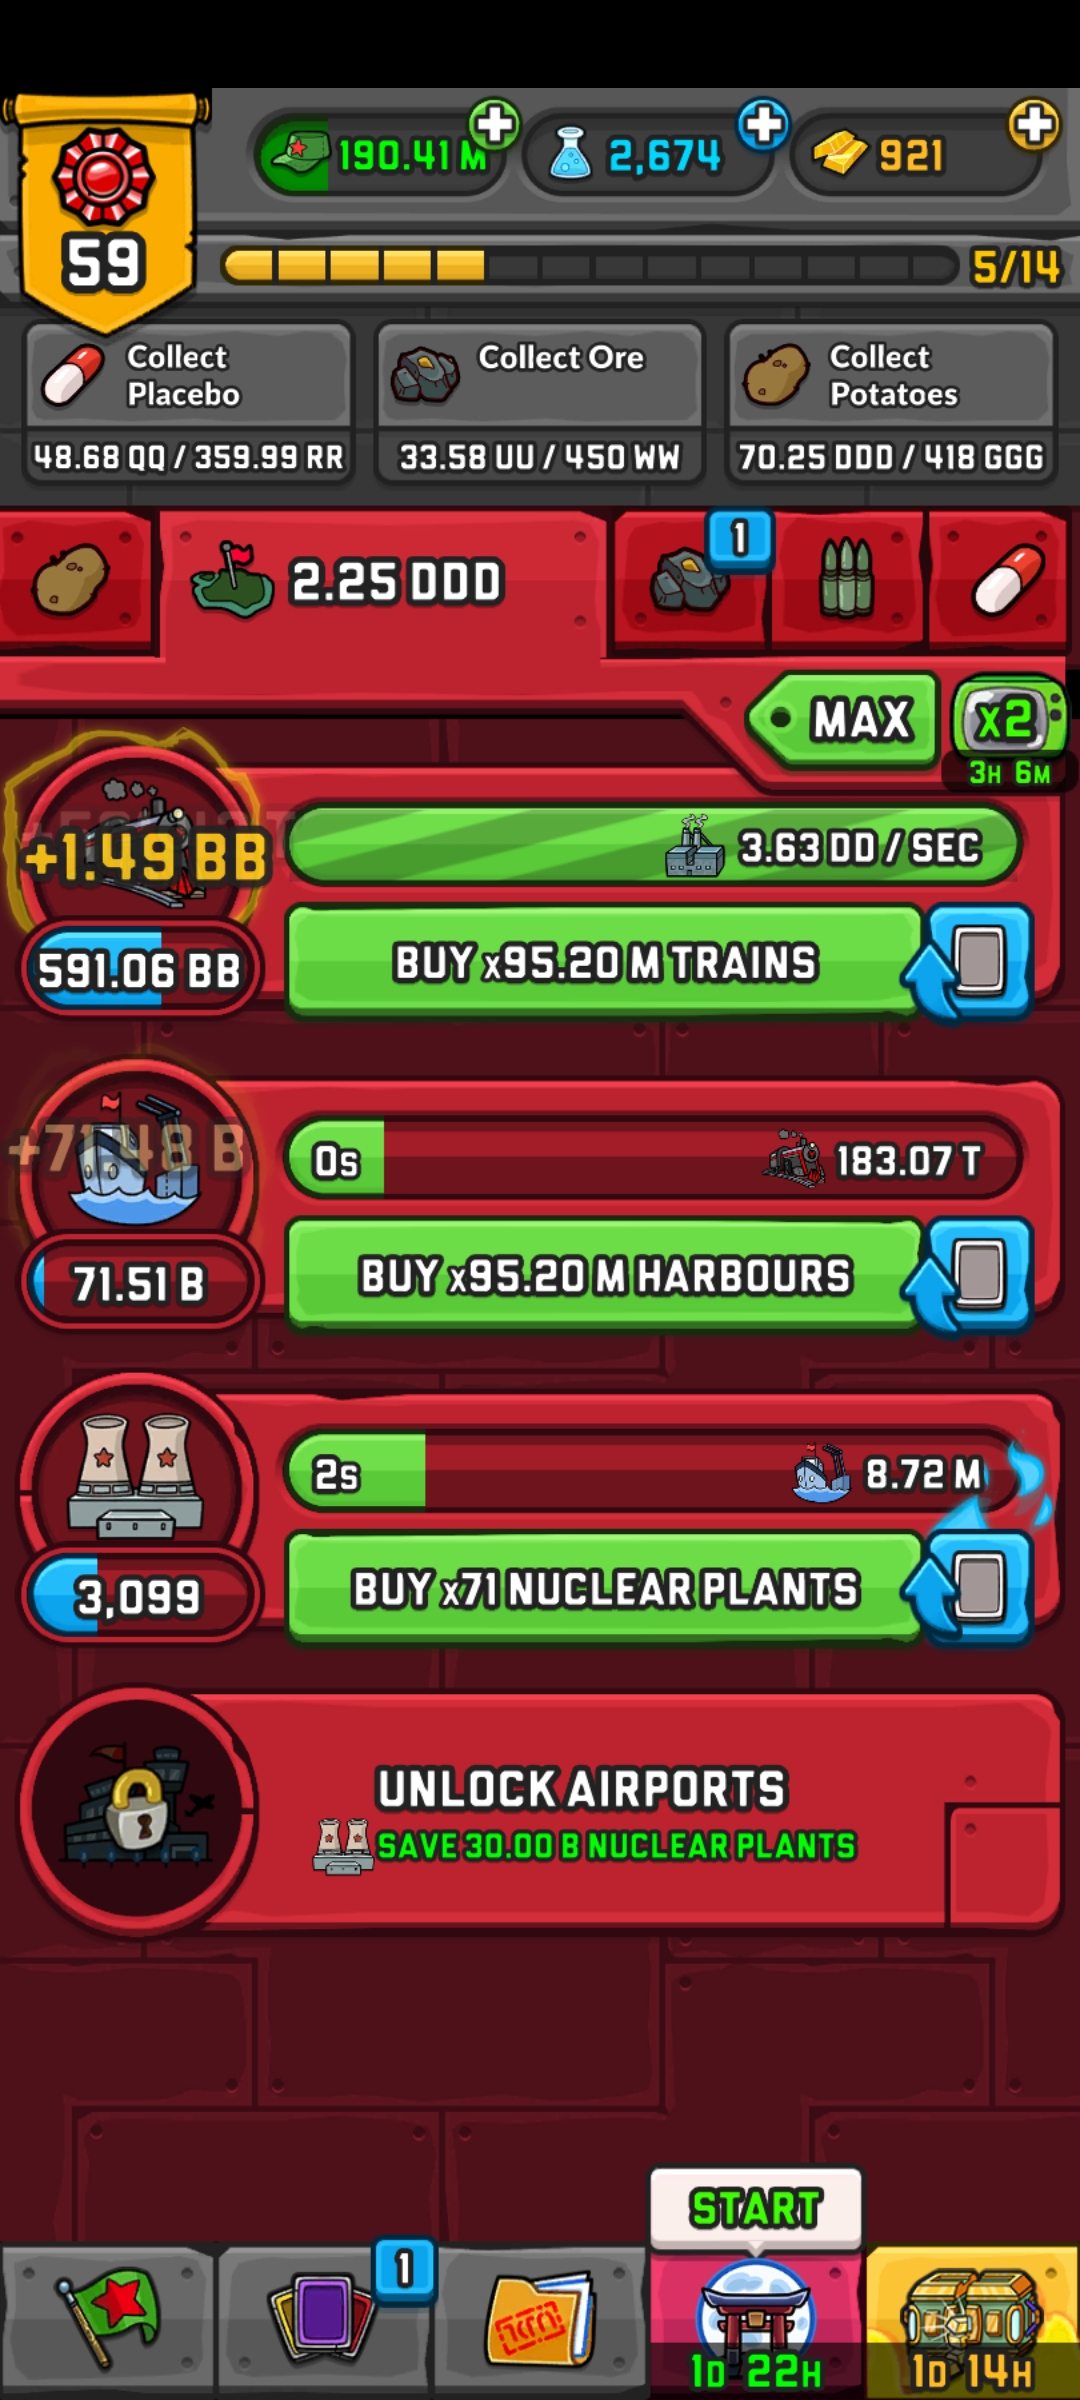 59
190.41 M
2,674
921
5/14
Collect
Placebo
48.68 QQ / 359.99 RR
Collect Ore
33.58 UU / 450 WW
Collect
Potatoes
70.25 DDD / 418 GGG
2.25 DDD
1
MAX
x2
3H 6M
+1.49 BB
3.63 DD / SEC
591.06 BB
BUY x95.20 M TRAINS
+71.48 B
0s
183.07 T
71.51 B
BUY x95.20 M HARBOURS
2s
8.72 M
3,099
BUY x71 NUCLEAR PLANTS
UNLOCK AIRPORTS
SAVE 30.00 B NUCLEAR PLANTS
START
1
1D 22H
1D 14H